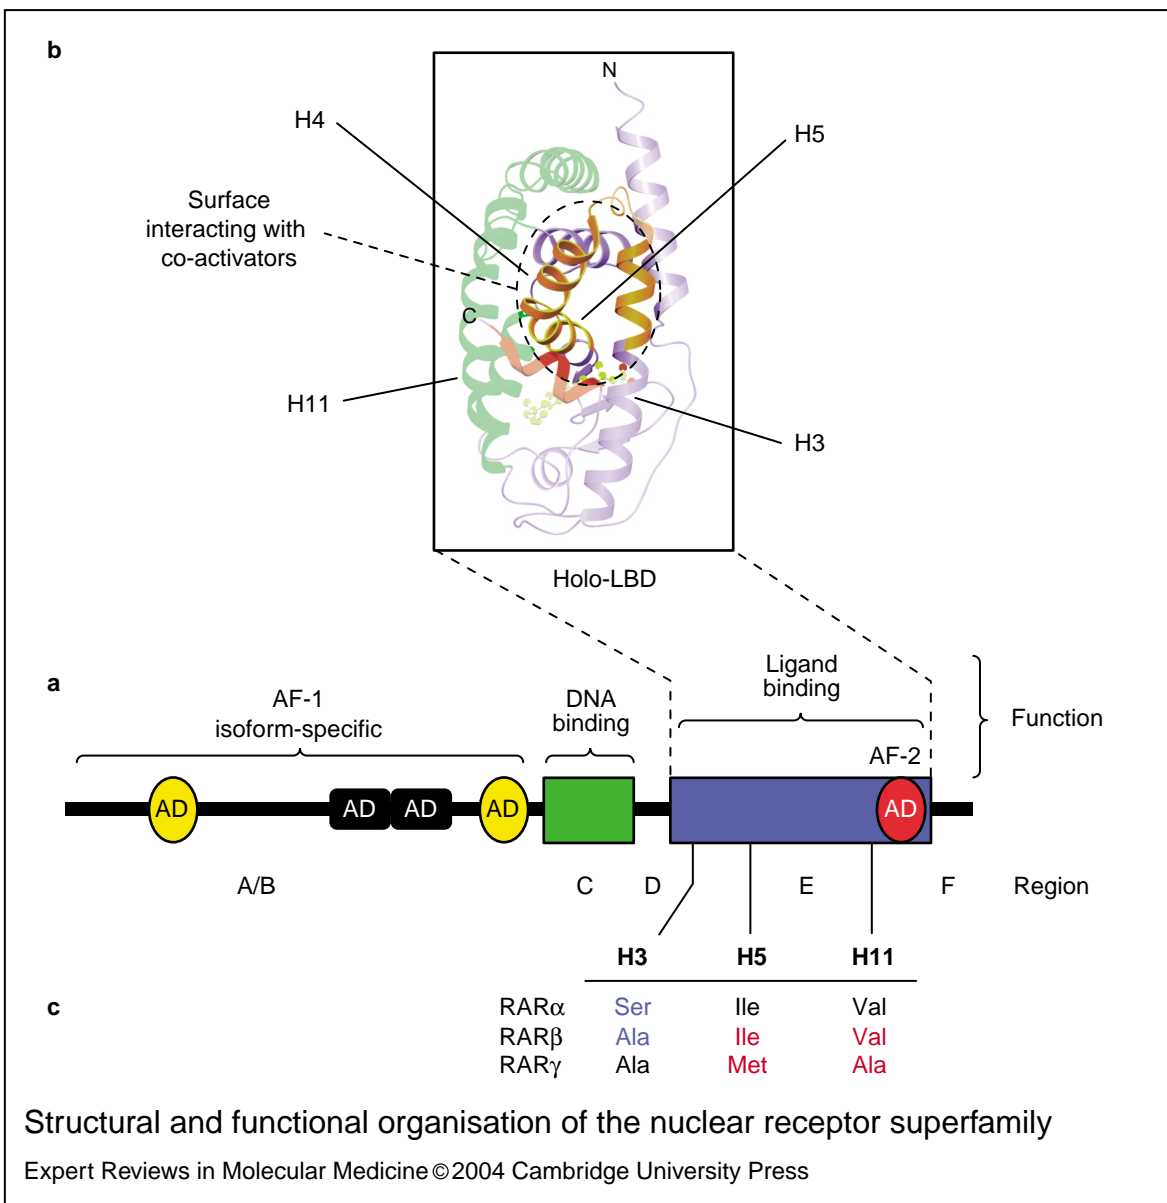 b
N
H4
H5
Surface
interacting with
co-activators
C
H11
H3
Holo-LBD
a
AF-1
isoform-specific
DNA
binding
Ligand
binding
Function
AF-2
AD AD AD AD AD
A/B C D E F Region
H3 H5 H11
c
RARα Ser Ile Val
RARβ Ala Ile Val
RARγ Ala Met Ala
Structural and functional organisation of the nuclear receptor superfamily
Expert Reviews in Molecular Medicine © 2004 Cambridge University Press